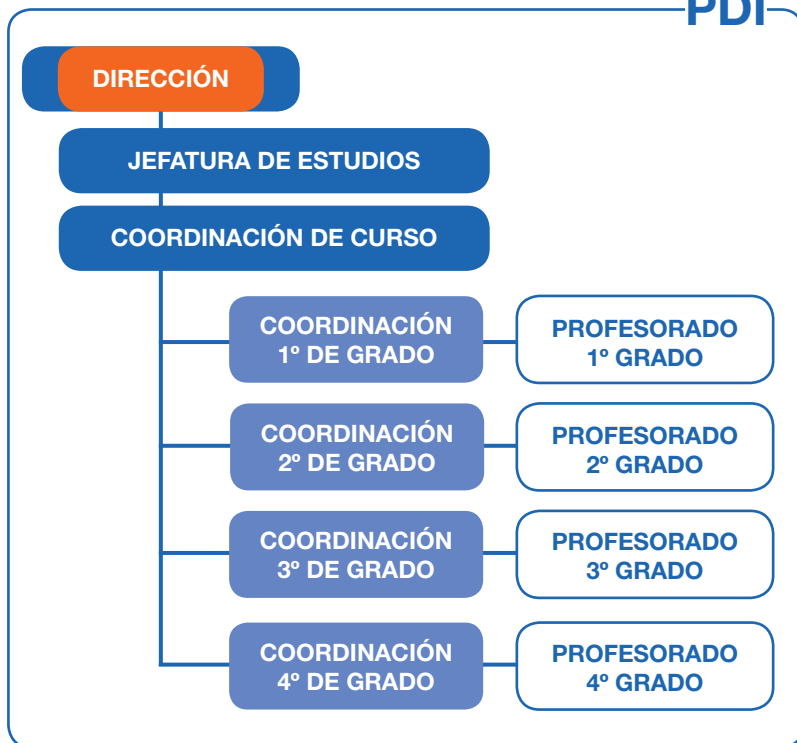 PDI
DIRECCIÓN
JEFATURA DE ESTUDIOS
COORDINACIÓN DE CURSO
COORDINACIÓN
1º DE GRADO
PROFESORADO
1º GRADO
COORDINACIÓN
2º DE GRADO
PROFESORADO
2º GRADO
COORDINACIÓN
3º DE GRADO
PROFESORADO
3º GRADO
COORDINACIÓN
4º DE GRADO
PROFESORADO
4º GRADO